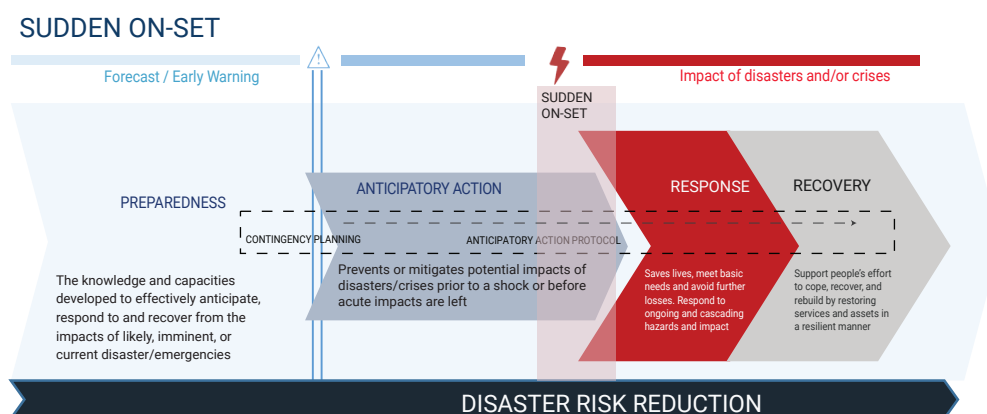 SUDDEN ON-SET
Forecast / Early Warning
Impact of disasters and/or crises
SUDDEN
ON-SET
PREPAREDNESS
ANTICIPATORY ACTION
RESPONSE
RECOVERY
CONTINGENCY PLANNING
ANTICIPATORY ACTION PROTOCOL
The knowledge and capacities
developed to effectively anticipate,
respond to and recover from the
impacts of likely, imminent, or
current disaster/emergencies
Prevents or mitigates potential impacts of
disasters/crises prior to a shock or before
acute impacts are left
Saves lives, meet basic
needs and avoid further
losses. Respond to
ongoing and cascading
hazards and impact
Support people's effort
to cope, recover, and
rebuild by restoring
services and assets in
a resilient manner
DISASTER RISK REDUCTION